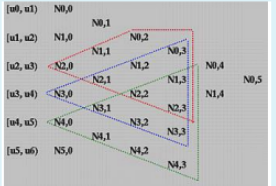 [u0, u1) N0,0
N0,1
[u1, u2) N1,0 N0,2
N1,1 N0,3
[u2, u3) N2,0 N1,2 N0,4
N2,1 N1,3 N0,5
[u3, u4) N3,0 N2,2 N1,4
N3,1 N2,3
[u4, u5) N4,0 N3,2
N4,1 N3,3
[u5, u6) N5,0 N4,2
N4,3